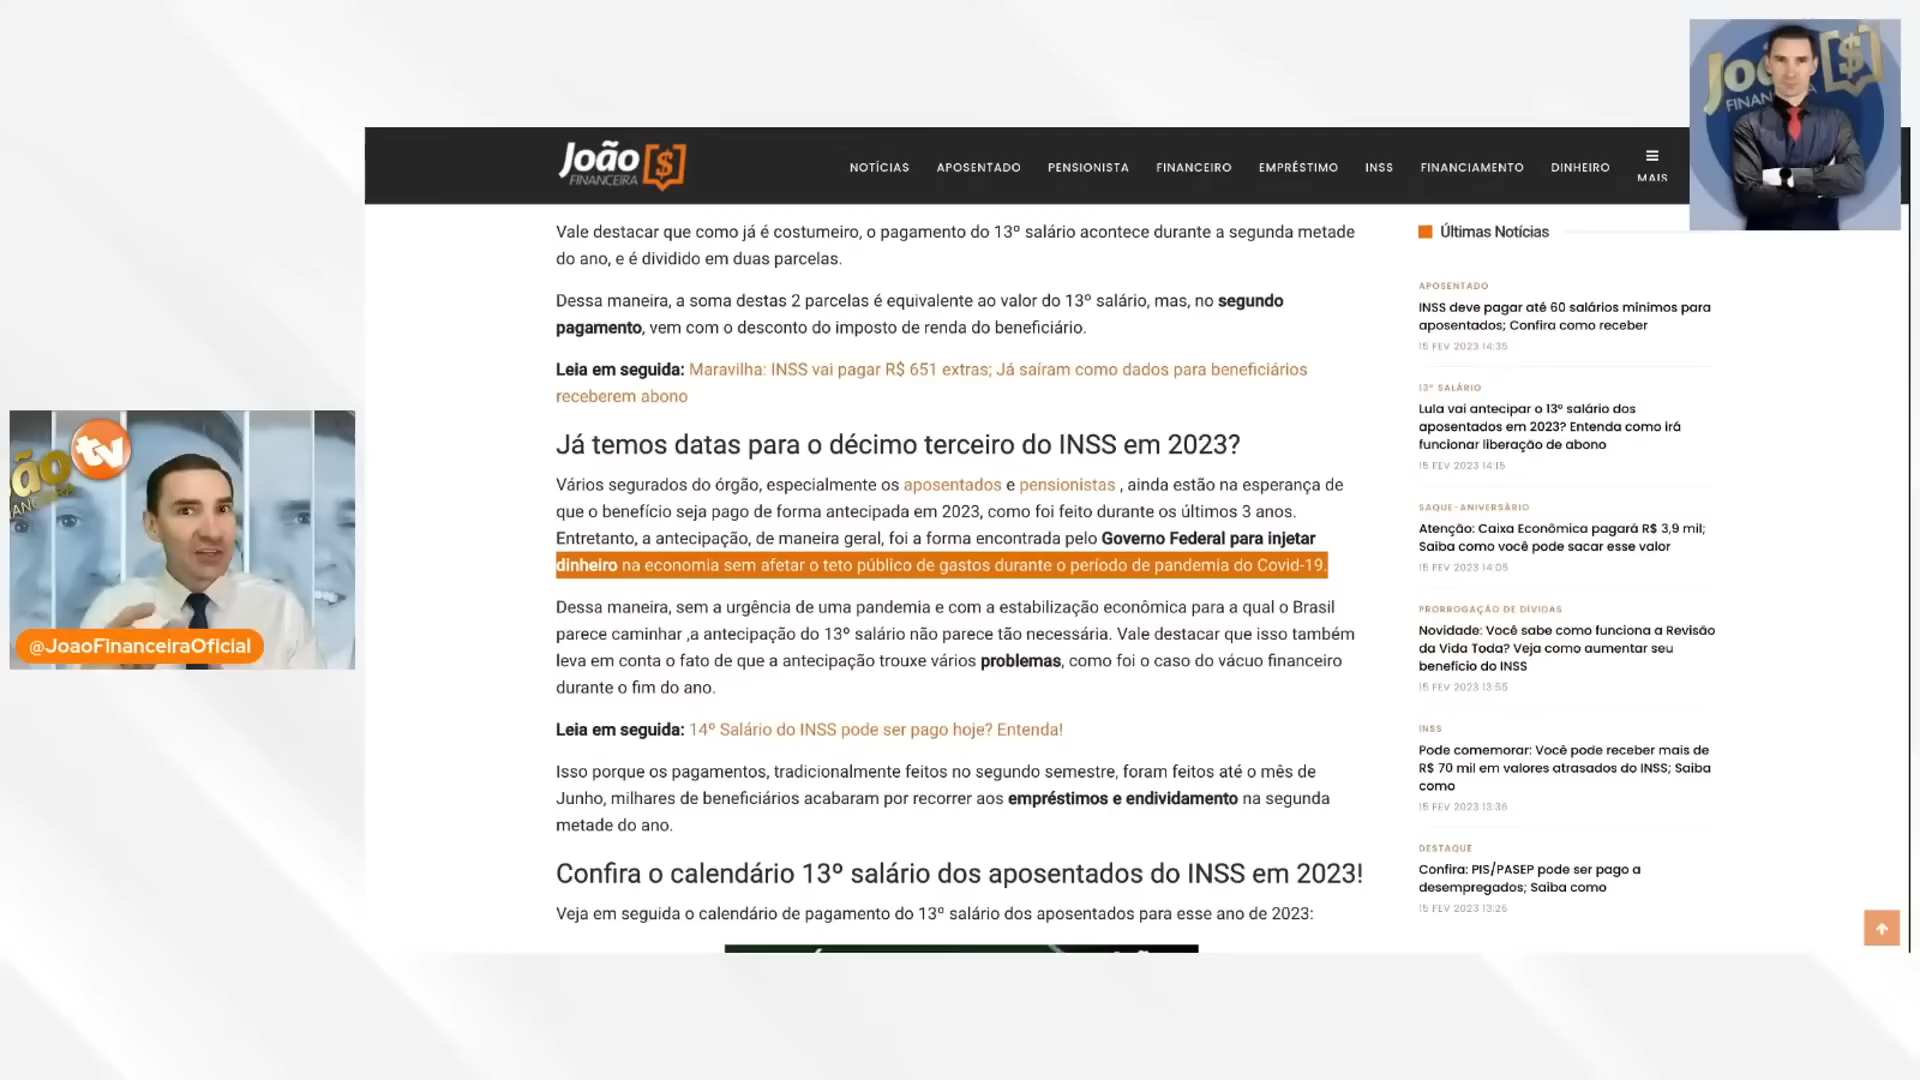 João
FINANCEIRA
NOTÍCIAS APOSENTADO PENSIONISTA FINANCEIRO EMPRÉSTIMO INSS FINANCIAMENTO DINHEIRO MAIS
Vale destacar que como já é costumeiro, o pagamento do 13º salário acontece durante a segunda metade
do ano, e é dividido em duas parcelas.
Dessa maneira, a soma destas 2 parcelas é equivalente ao valor do 13º salário, mas, no segundo
pagamento, vem com o desconto do imposto de renda do beneficiário.
Leia em seguida: Maravilha: INSS vai pagar R$ 651 extras; Já saíram como dados para beneficiários
receberem abono
Já temos datas para o décimo terceiro do INSS em 2023?
Vários segurados do órgão, especialmente os aposentados e pensionistas , ainda estão na esperança de
que o benefício seja pago de forma antecipada em 2023, como foi feito durante os últimos 3 anos.
Entretanto, a antecipação, de maneira geral, foi a forma encontrada pelo Governo Federal para injetar
dinheiro na economia sem afetar o teto público de gastos durante o período de pandemia do Covid-19.
Dessa maneira, sem a urgência de uma pandemia e com a estabilização econômica para a qual o Brasil
parece caminhar ,a antecipação do 13º salário não parece tão necessária. Vale destacar que isso também
leva em conta o fato de que a antecipação trouxe vários problemas, como foi o caso do vácuo financeiro
durante o fim do ano.
Leia em seguida: 14º Salário do INSS pode ser pago hoje? Entenda!
Isso porque os pagamentos, tradicionalmente feitos no segundo semestre, foram feitos até o mês de
Junho, milhares de beneficiários acabaram por recorrer aos empréstimos e endividamento na segunda
metade do ano.
Confira o calendário 13º salário dos aposentados do INSS em 2023!
Veja em seguida o calendário de pagamento do 13º salário dos aposentados para esse ano de 2023:
Últimas Notícias
APOSENTADO
INSS deve pagar até 60 salários mínimos para
aposentados; Confira como receber
15 FEV 2023 14:35
13º SALÁRIO
Lula vai antecipar o 13º salário dos
aposentados em 2023? Entenda como irá
funcionar liberação de abono
15 FEV 2023 14:15
SAQUE-ANIVERSÁRIO
Atenção: Caixa Econômica pagará R$ 3,9 mil;
Saiba como você pode sacar esse valor
15 FEV 2023 14:05
PRORROGAÇÃO DE DÍVIDAS
Novidade: Você sabe como funciona a Revisão
da Vida Toda? Veja como aumentar seu
benefício do INSS
15 FEV 2023 13:55
INSS
Pode comemorar: Você pode receber mais de
R$ 70 mil em valores atrasados do INSS; Saiba
como
15 FEV 2023 13:36
DESTAQUE
Confira: PIS/PASEP pode ser pago a
desempregados; Saiba como
15 FEV 2023 13:26
tv
@JoaoFinanceiraOficial